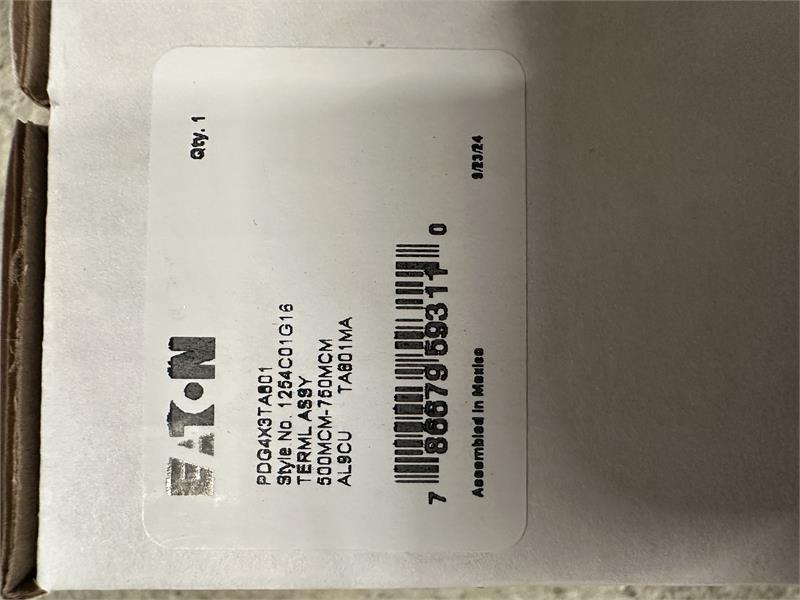 EATON
Qty. 1
PDG4X3TA801
Style No. 1254C01G16
TERML ASSY
500MCM-750MCM
AL9CU TA801MA
7 86679 59311 0
Assembled in Mexico
9/23/24